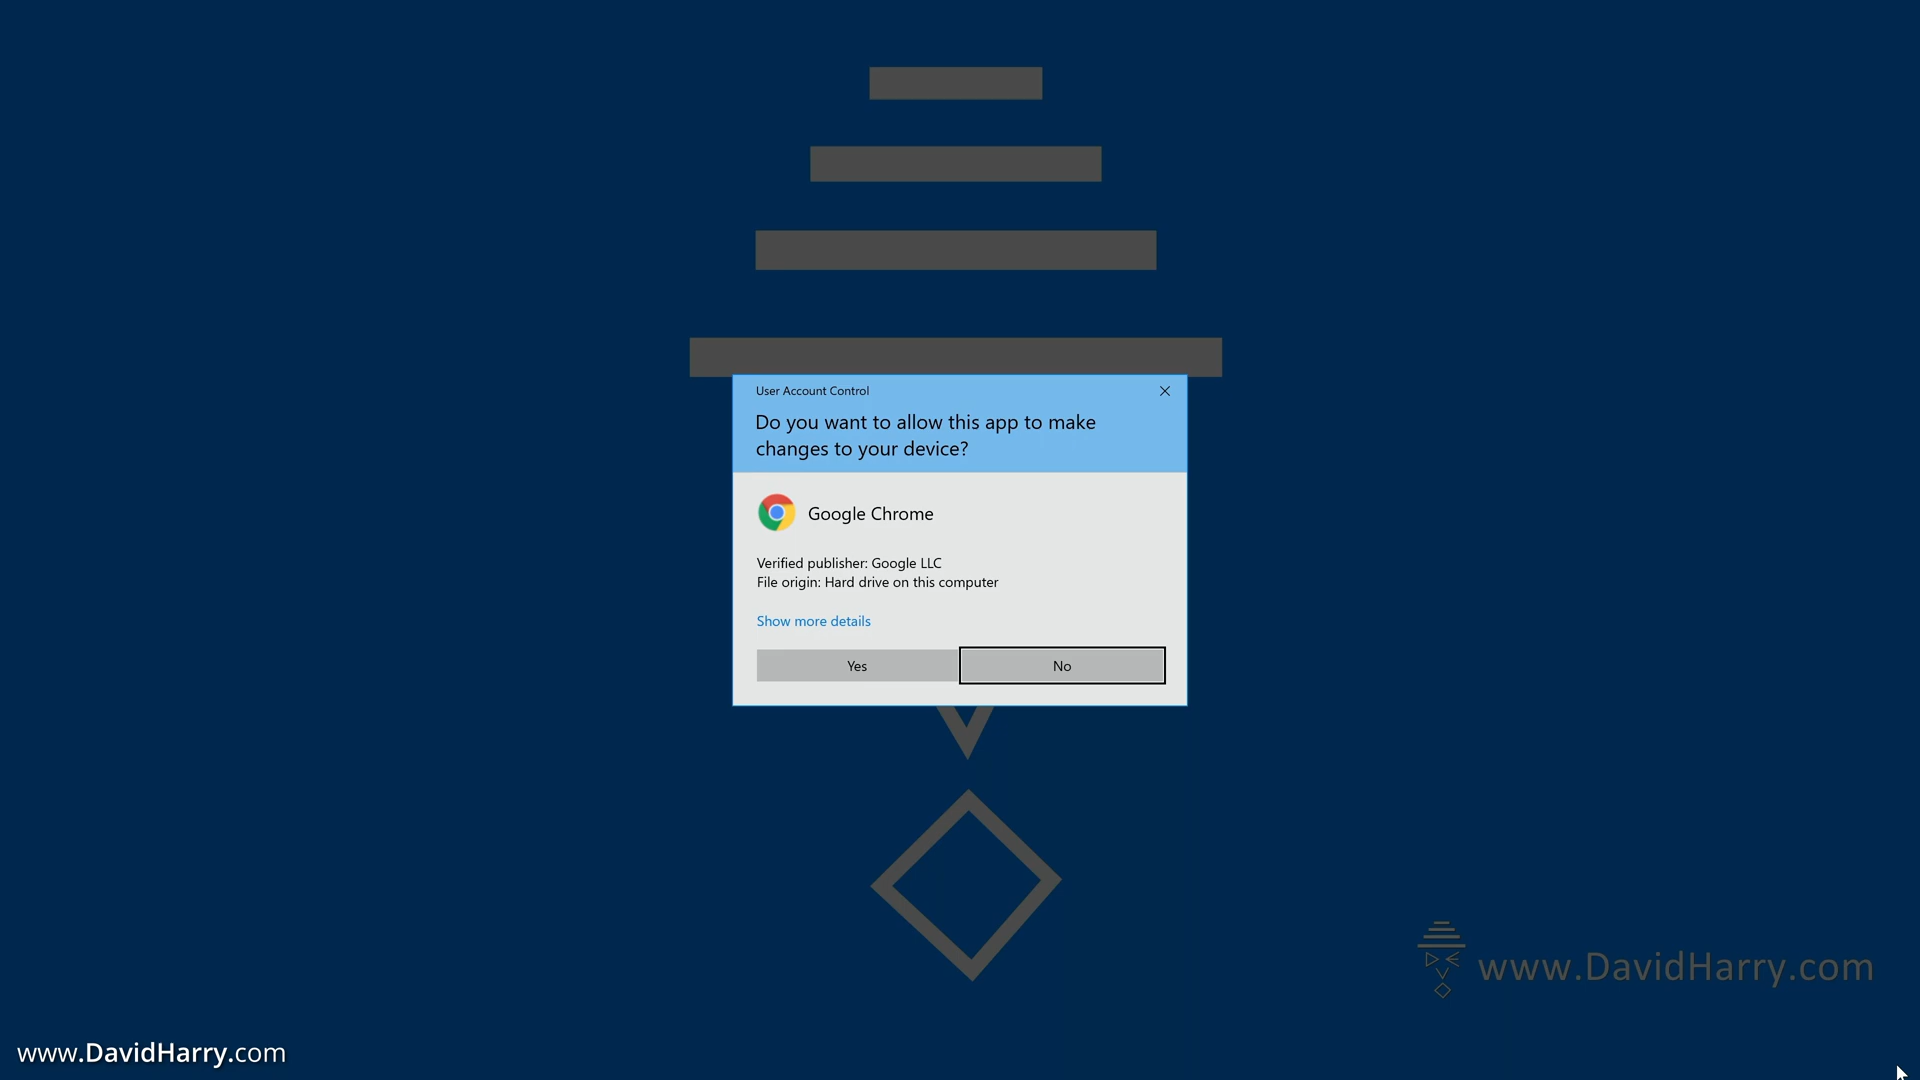 User Account Control
Do you want to allow this app to make
changes to your device?
Google Chrome
Verified publisher: Google LLC
File origin: Hard drive on this computer
Show more details
Yes
No
www.DavidHarry.com
www.DavidHarry.com